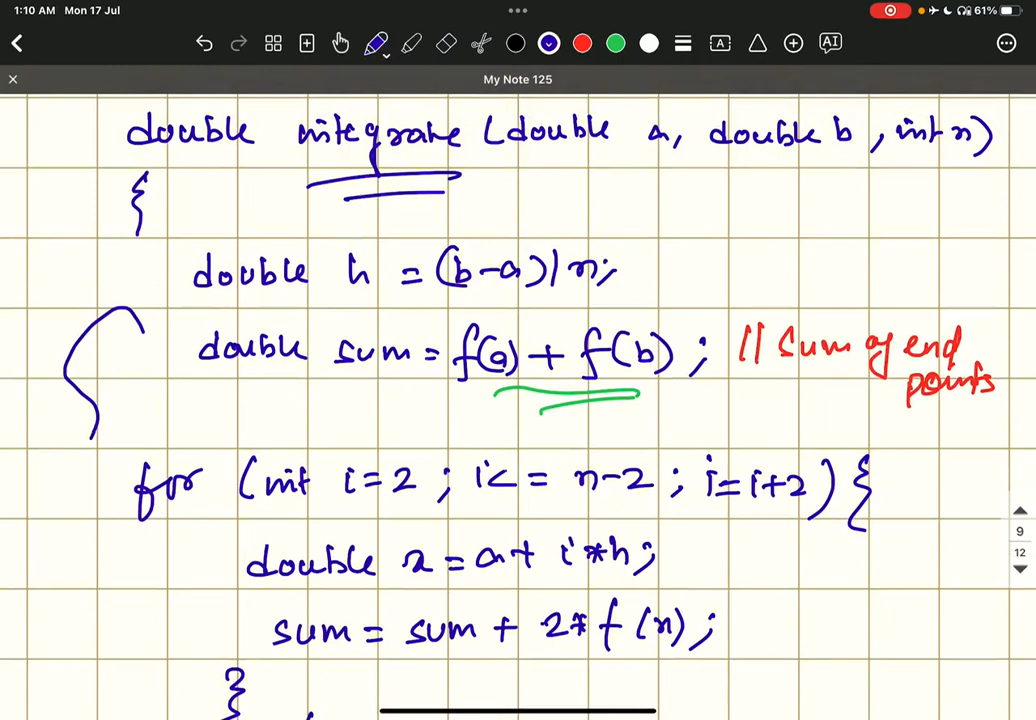 1:10 AM Mon 17 Jul
61%
A
AI
My Note 125
double integrate (double a, double b, int n)
{
double h = (b-a)/n;
double sum = f(a) + f(b); // Sum of end
points
for (int i=2; i<= n-2; i=i+2) {
double x = a+ i*h;
sum = sum + 2* f(x);
}
9
12